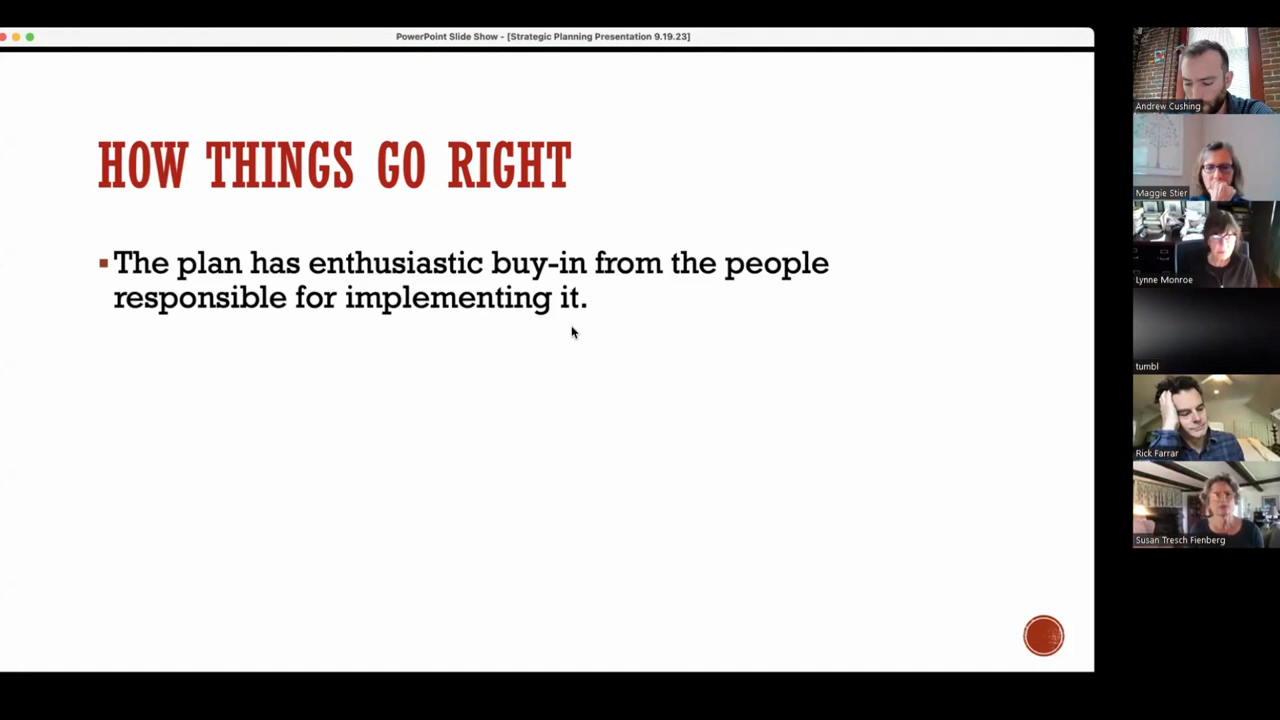 PowerPoint Slide Show - [Strategic Planning Presentation 9.19.23]
HOW THINGS GO RIGHT
▪ The plan has enthusiastic buy-in from the people
responsible for implementing it.
Andrew Cushing
Maggie Stier
Lynne Monroe
tumbl
Rick Farrar
Susan Tresch Fienberg